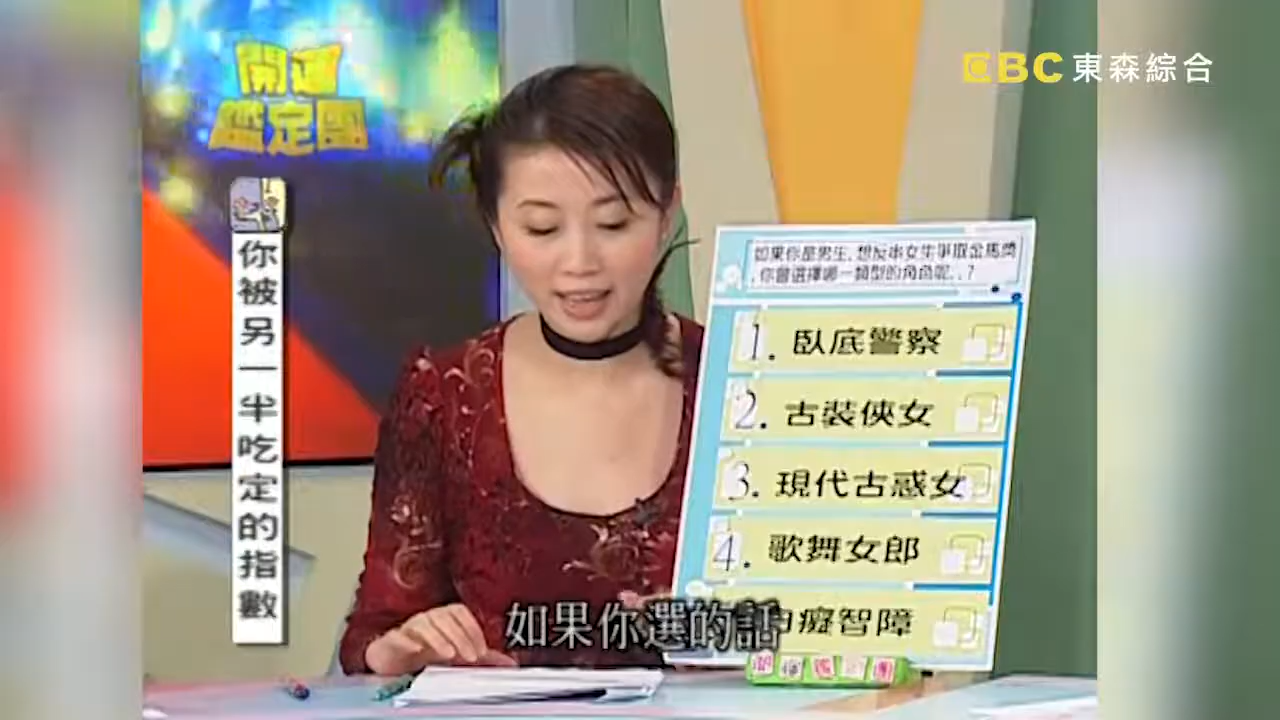 開運
鑑定團
EBC 東森綜合
你被另一半吃定的指數
如果你是男生，想反串女生爭取金馬獎
，你會選擇哪一類型的角色呢..?
1. 臥底警察
2. 古裝俠女
3. 現代古惑女
4. 歌舞女郎
癡智障
如果你選的話